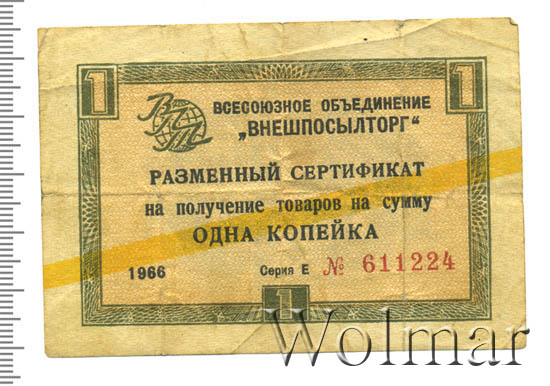 1 1
ВПТ
ВСЕСОЮЗНОЕ ОБЪЕДИНЕНИЕ
„ВНЕШПОСЫЛТОРГ“
РАЗМЕННЫЙ СЕРТИФИКАТ
на получение товаров на сумму
ОДНА КОПЕЙКА
1966 Серия Е № 611224
1
Wolmar